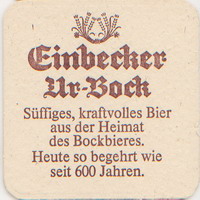 Einbecker
Ur-Bock
Süffiges, kraftvolles Bier
aus der Heimat
des Bockbieres.
Heute so begehrt wie
seit 600 Jahren.